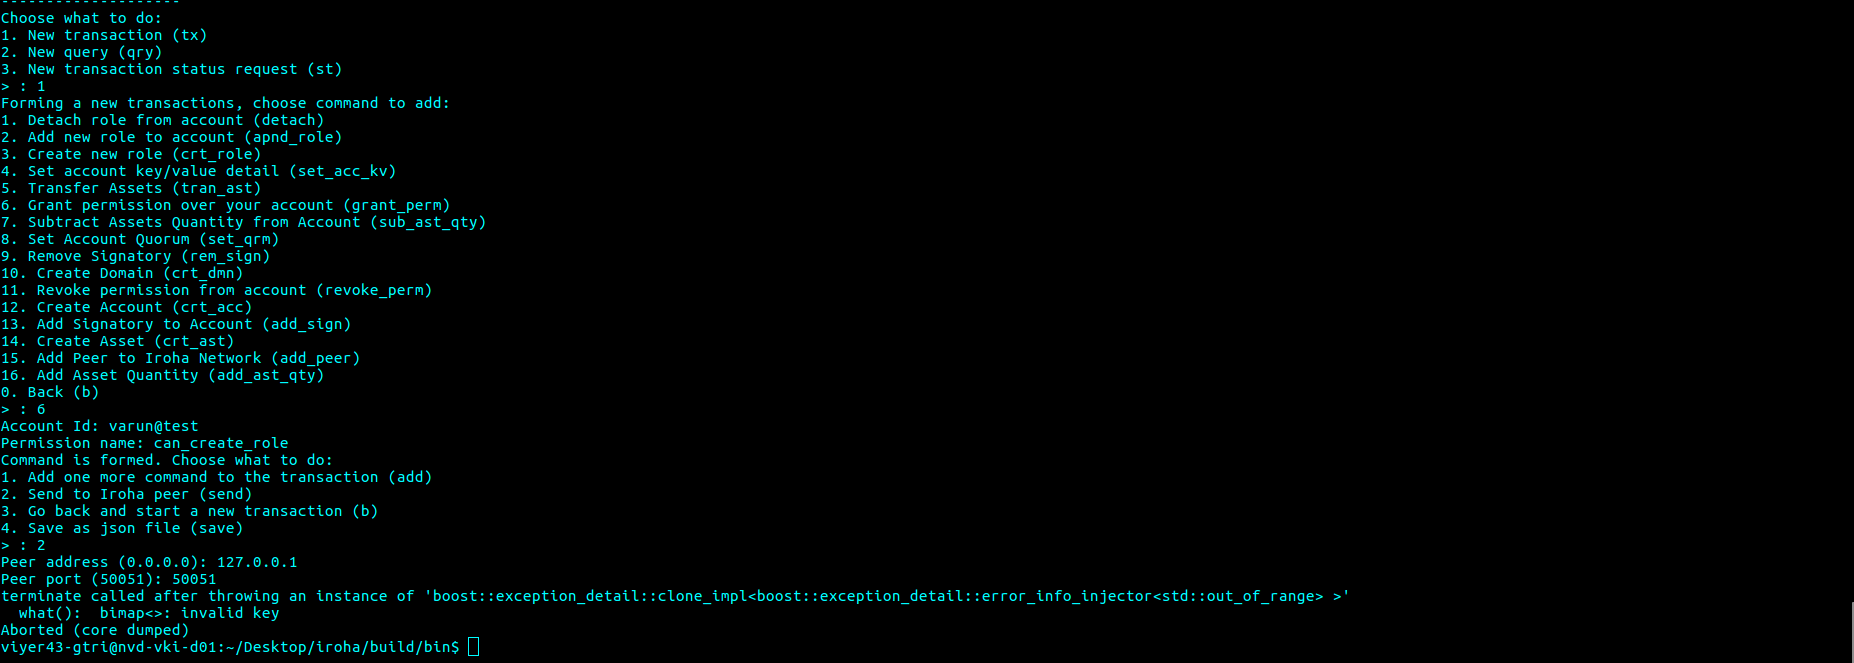 --------------------
Choose what to do:
1. New transaction (tx)
2. New query (qry)
3. New transaction status request (st)
> : 1
Forming a new transactions, choose command to add:
1. Detach role from account (detach)
2. Add new role to account (apnd_role)
3. Create new role (crt_role)
4. Set account key/value detail (set_acc_kv)
5. Transfer Assets (tran_ast)
6. Grant permission over your account (grant_perm)
7. Subtract Assets Quantity from Account (sub_ast_qty)
8. Set Account Quorum (set_qrm)
9. Remove Signatory (rem_sign)
10. Create Domain (crt_dmn)
11. Revoke permission from account (revoke_perm)
12. Create Account (crt_acc)
13. Add Signatory to Account (add_sign)
14. Create Asset (crt_ast)
15. Add Peer to Iroha Network (add_peer)
16. Add Asset Quantity (add_ast_qty)
0. Back (b)
> : 6
Account Id: varun@test
Permission name: can_create_role
Command is formed. Choose what to do:
1. Add one more command to the transaction (add)
2. Send to Iroha peer (send)
3. Go back and start a new transaction (b)
4. Save as json file (save)
> : 2
Peer address (0.0.0.0): 127.0.0.1
Peer port (50051): 50051
terminate called after throwing an instance of 'boost::exception_detail::clone_impl<boost::exception_detail::error_info_injector<std::out_of_range> >'
  what():  bimap<>: invalid key
Aborted (core dumped)
viyer43-gtri@nvd-vki-d01:~/Desktop/iroha/build/bin$